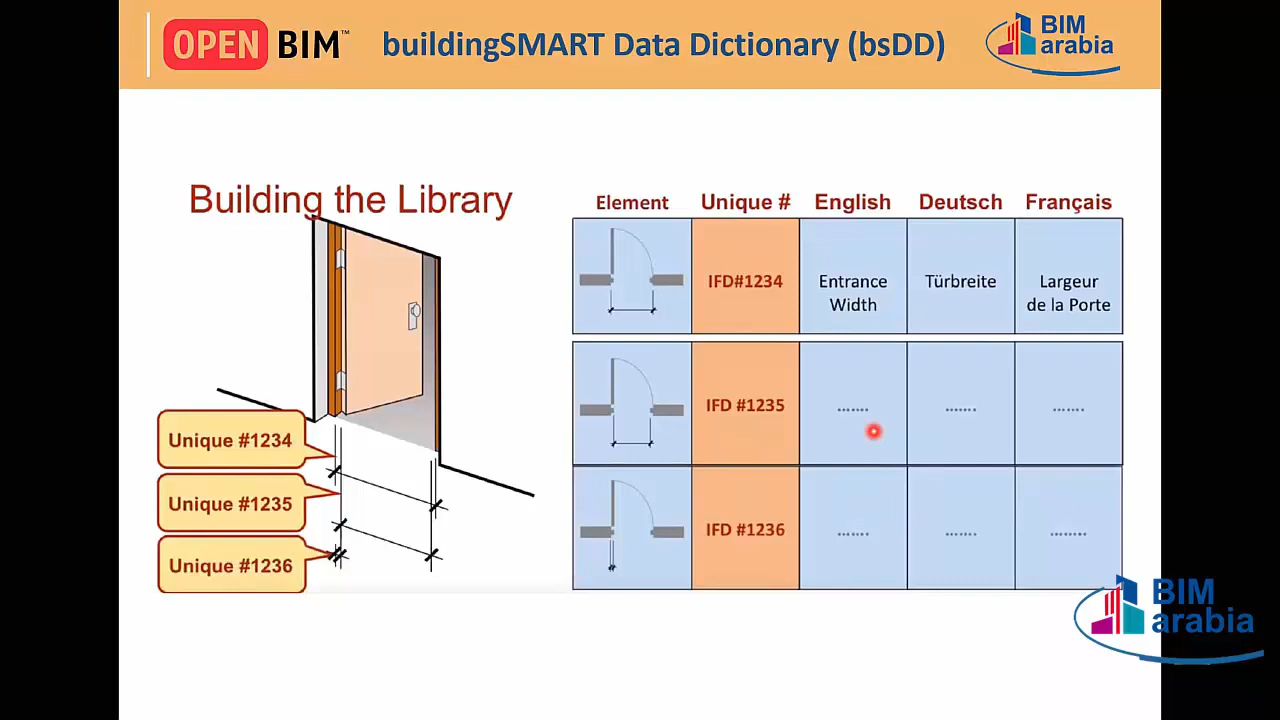 OPEN BIM™
buildingSMART Data Dictionary (bsDD)
BIM
arabia
Building the Library
Unique #1234
Unique #1235
Unique #1236
Element Unique # English Deutsch Français
IFD#1234 Entrance Width Türbreite Largeur de la Porte
IFD #1235 ....... ....... .......
IFD #1236 ....... ....... ........
BIM
arabia